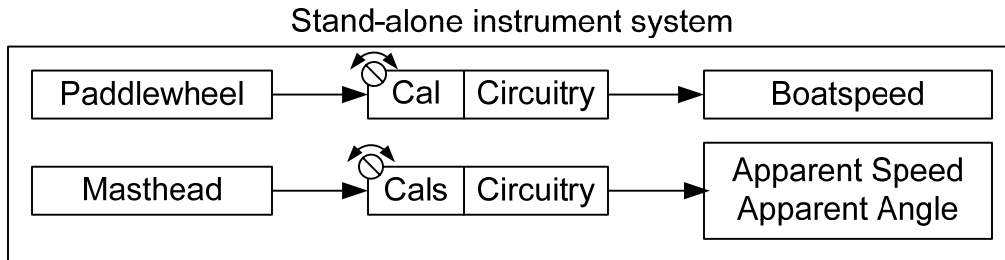 Stand-alone instrument system
Paddlewheel
Cal
Circuitry
Boatspeed
Masthead
Cals
Circuitry
Apparent Speed
Apparent Angle